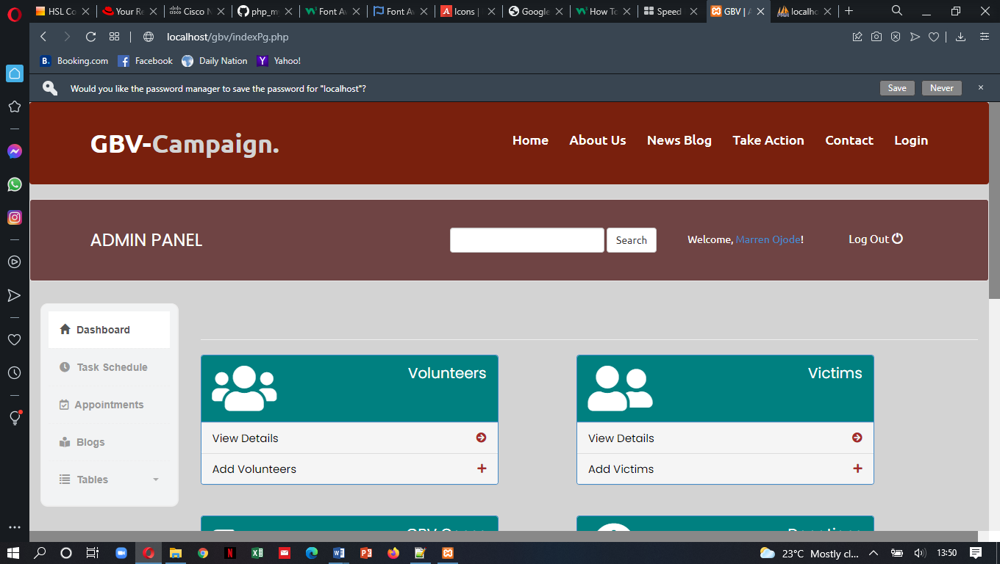 HSL Co
Your Re
Cisco N
php_my
Font Av
Font Av
Icons |
Google
How To
Speed
GBV | A
localho
localhost/gbv/indexPg.php
Booking.com
Facebook
Daily Nation
Yahoo!
Would you like the password manager to save the password for "localhost"?
Save
Never
GBV-Campaign.
Home
About Us
News Blog
Take Action
Contact
Login
ADMIN PANEL
Search
Welcome, Marren Ojode!
Log Out
Dashboard
Task Schedule
Appointments
Blogs
Tables
Volunteers
View Details
Add Volunteers
Victims
View Details
Add Victims
GBV Cases
Donations
23°C Mostly cl...
13:50